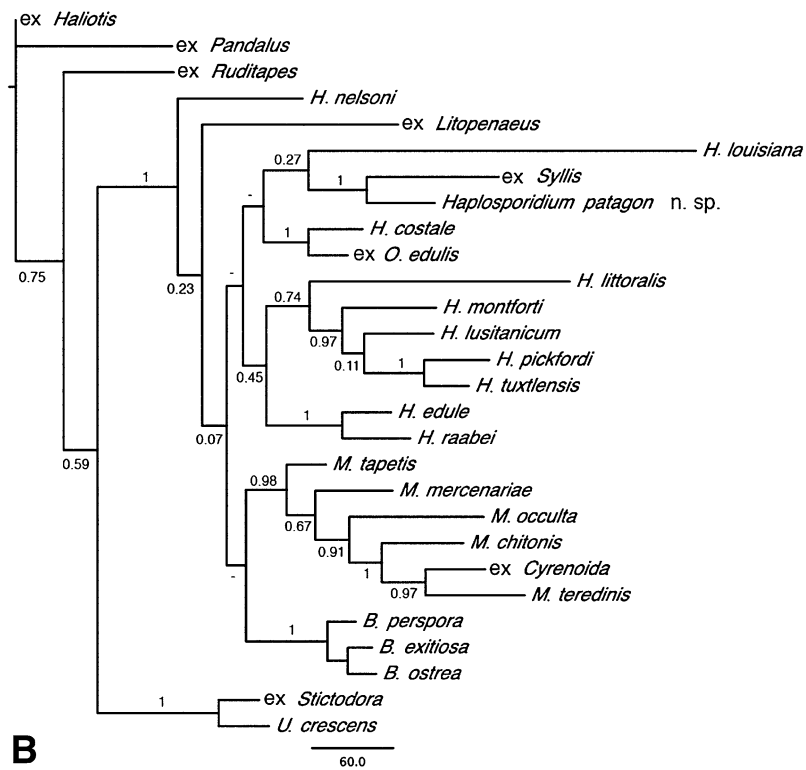 ex Haliotis
ex Pandalus
ex Ruditapes
H. nelsoni
ex Litopenaeus
H. louisiana
0.27
ex Syllis
1
1
Haplosporidium patagon n. sp.
-
H. costale
1
ex O. edulis
-
0.75
0.23
H. littoralis
0.74
H. montforti
H. lusitanicum
0.97
H. pickfordi
0.11
1
0.45
H. tuxtlensis
H. edule
1
0.07
H. raabei
0.59
M. tapetis
0.98
M. mercenariae
M. occulta
0.67
M. chitonis
0.91
ex Cyrenoida
1
-
0.97
M. teredinis
B. perspora
1
B. exitiosa
B. ostrea
ex Stictodora
1
U. crescens
B
60.0